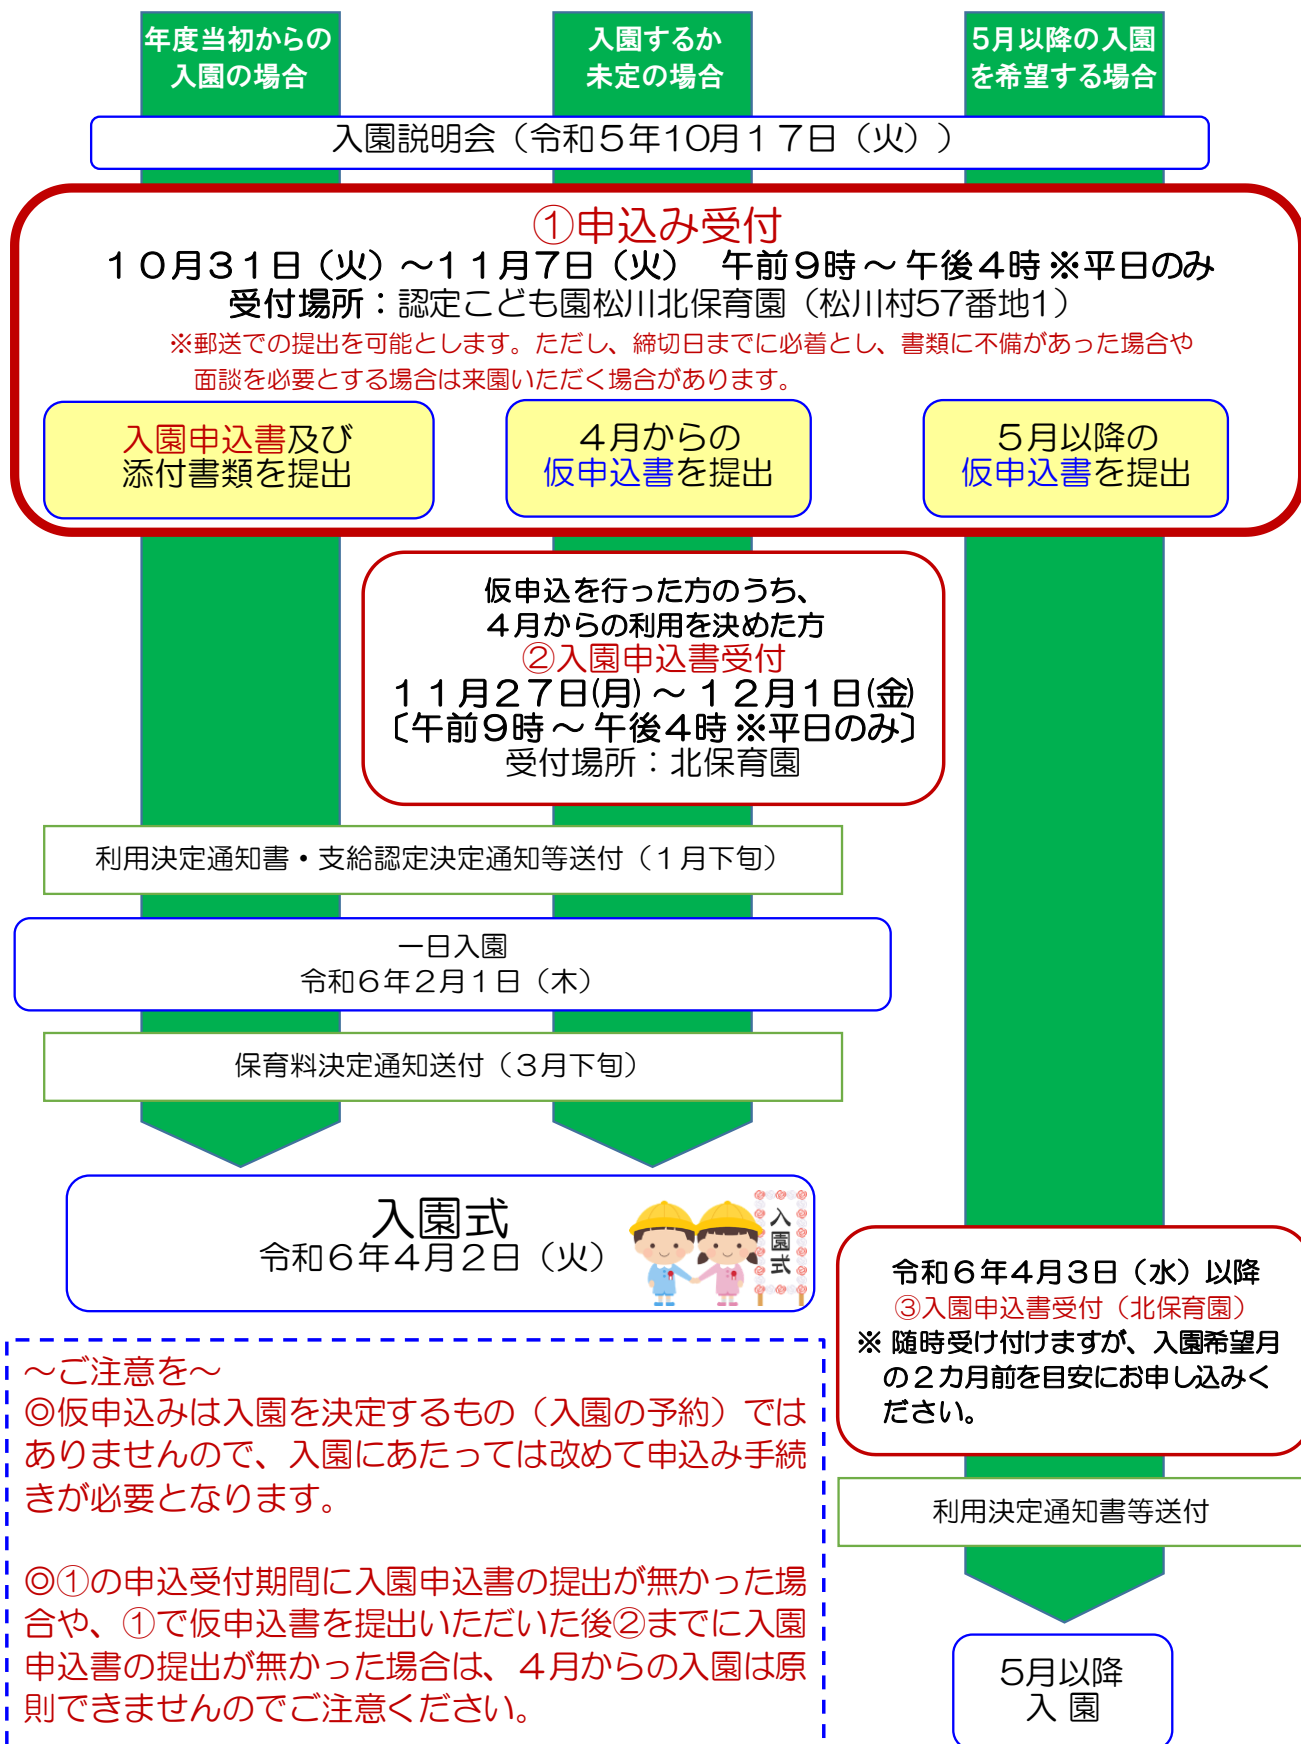 年度当初からの
入園の場合
入園するか
未定の場合
5月以降の入園
を希望する場合
入園説明会（令和５年10月１７日（火））
①申込み受付
１０月３１日（火）～１１月７日（火）　午前９時～午後４時※平日のみ
受付場所：認定こども園松川北保育園（松川村57番地1）
※郵送での提出を可能とします。ただし、締切日までに必着とし、書類に不備があった場合や
面談を必要とする場合は来園いただく場合があります。
入園申込書及び
添付書類を提出
４月からの
仮申込書を提出
５月以降の
仮申込書を提出
仮申込を行った方のうち、
４月からの利用を決めた方
②入園申込書受付
１１月２７日(月)～１２月１日(金)
〔午前９時～午後４時※平日のみ〕
受付場所：北保育園
利用決定通知書・支給認定決定通知等送付（１月下旬）
一日入園
令和６年２月１日（木）
保育料決定通知送付（３月下旬）
入園式
令和６年４月２日（火）
入園式
令和６年４月３日（水）以降
③入園申込書受付（北保育園）
※ 随時受け付けますが、入園希望月
の２カ月前を目安にお申し込みく
ださい。
利用決定通知書等送付
5月以降
入 園
～ご注意を～
◎仮申込みは入園を決定するもの（入園の予約）では
ありませんので、入園にあたっては改めて申込み手続
きが必要となります。
◎①の申込受付期間に入園申込書の提出が無かった場
合や、①で仮申込書を提出いただいた後②までに入園
申込書の提出が無かった場合は、４月からの入園は原
則できませんのでご注意ください。